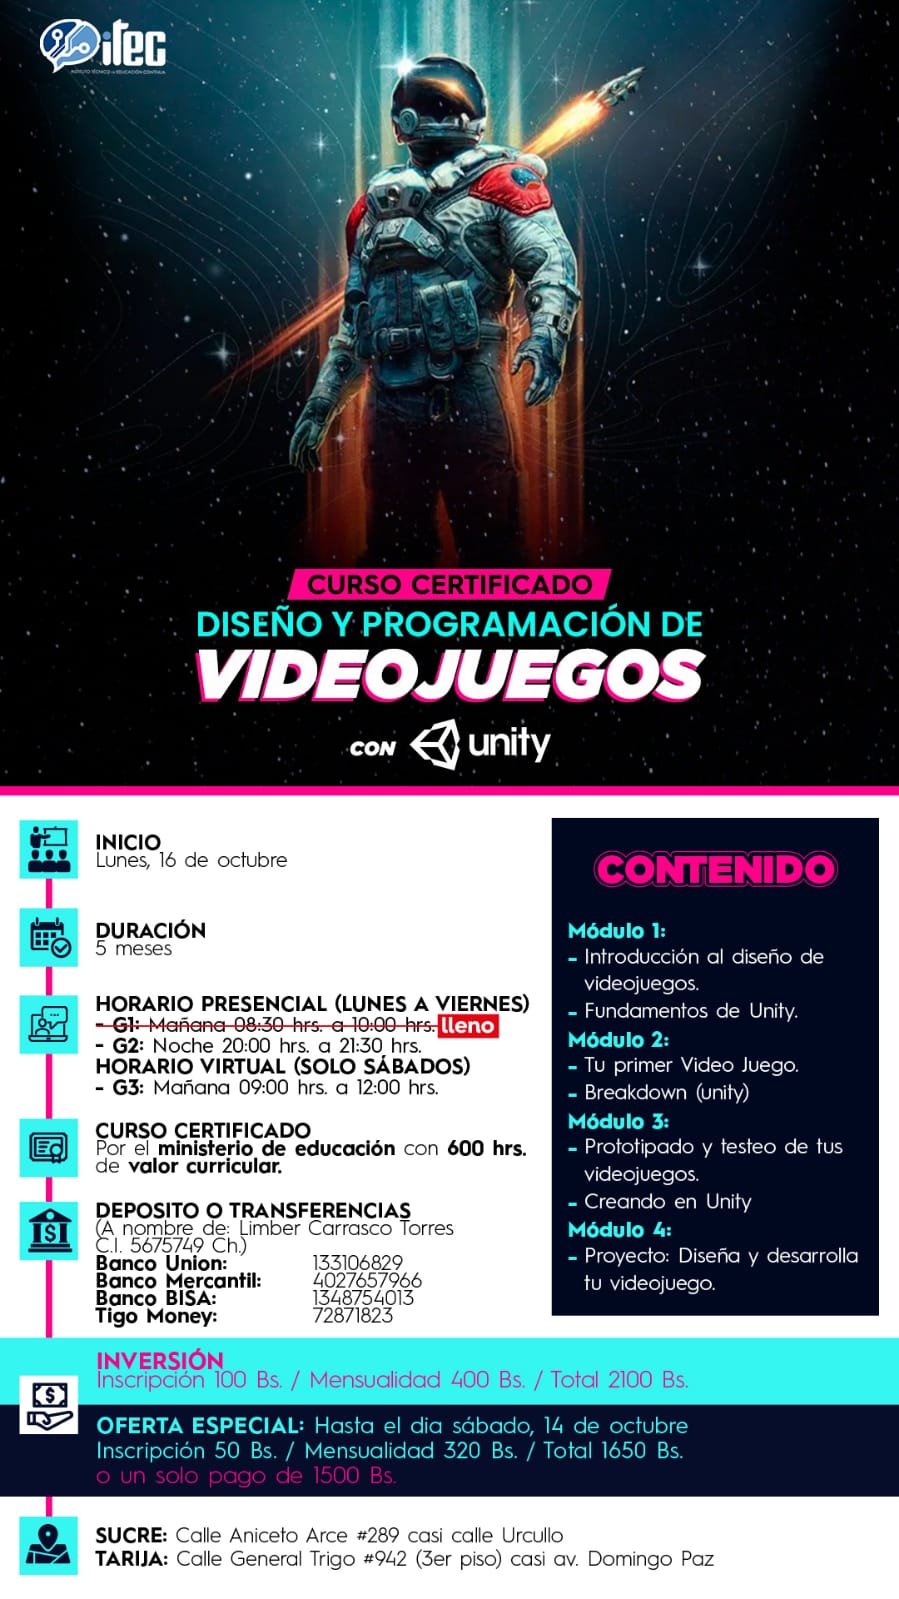 itec
INSTITUTO TÉCNICO de EDUCACIÓN CONTINUA
CURSO CERTIFICADO
DISEÑO Y PROGRAMACIÓN DE
VIDEOJUEGOS
CON unity
INICIO
Lunes, 16 de octubre
DURACIÓN
5 meses
HORARIO PRESENCIAL (LUNES A VIERNES)
- G1: Mañana 08:30 hrs. a 10:00 hrs. lleno
- G2: Noche 20:00 hrs. a 21:30 hrs.
HORARIO VIRTUAL (SOLO SÁBADOS)
- G3: Mañana 09:00 hrs. a 12:00 hrs.
CURSO CERTIFICADO
Por el ministerio de educación con 600 hrs.
de valor curricular.
DEPOSITO O TRANSFERENCIAS
(A nombre de: Limber Carrasco Torres
C.I. 5675749 Ch.)
Banco Union: 133106829
Banco Mercantil: 4027657966
Banco BISA: 1348754013
Tigo Money: 72871823
CONTENIDO
Módulo 1:
- Introducción al diseño de
videojuegos.
- Fundamentos de Unity.
Módulo 2:
- Tu primer Video Juego.
- Breakdown (unity)
Módulo 3:
- Prototipado y testeo de tus
videojuegos.
- Creando en Unity
Módulo 4:
- Proyecto: Diseña y desarrolla
tu videojuego.
INVERSIÓN
Inscripción 100 Bs. / Mensualidad 400 Bs. / Total 2100 Bs.
OFERTA ESPECIAL: Hasta el dia sábado, 14 de octubre
Inscripción 50 Bs. / Mensualidad 320 Bs. / Total 1650 Bs.
o un solo pago de 1500 Bs.
SUCRE: Calle Aniceto Arce #289 casi calle Urcullo
TARIJA: Calle General Trigo #942 (3er piso) casi av. Domingo Paz